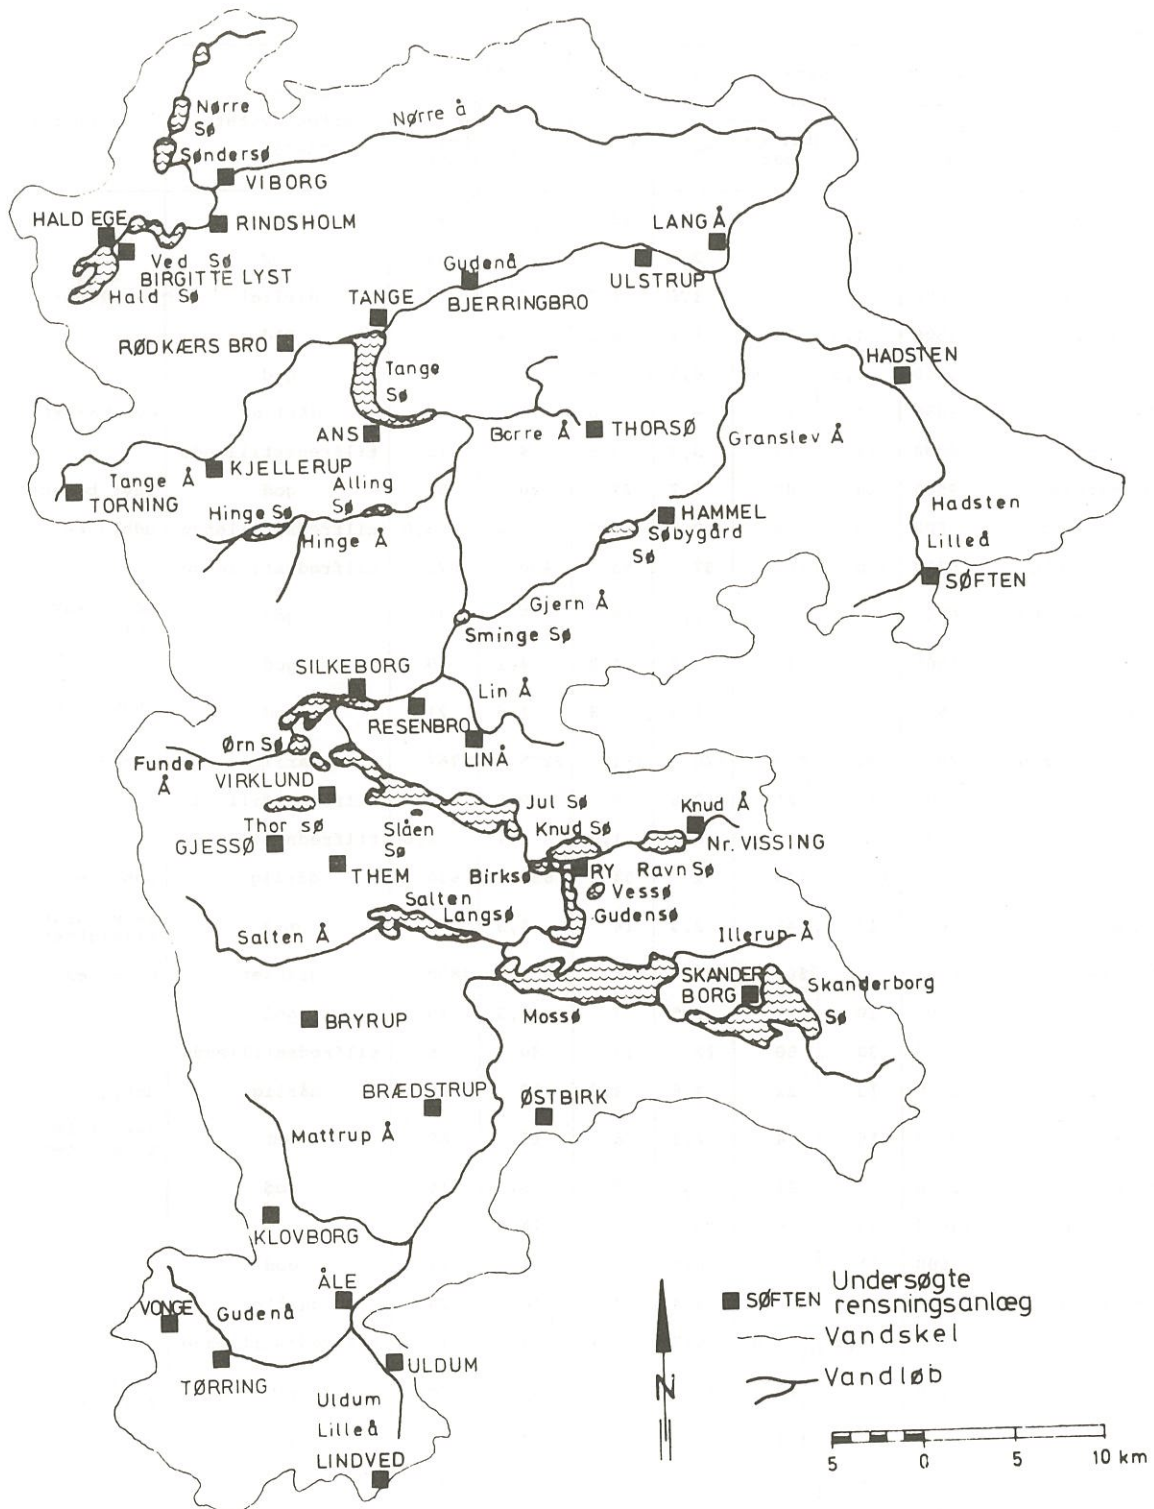 Nørre
Sø
Nørre å
Søndersø
VIBORG
HALD EGE
RINDSHOLM
LANGÅ
Ved Sø
BIRGITTE LYST
Hald Sø
Gudenå
ULSTRUP
BJERRINGBRO
TANGE
RØDKÆRS BRO
HADSTEN
Tange
Sø
ANS
Borre Å
THORSØ
Granslev Å
KJELLERUP
Tange Å
TORNING
Alling
Sø
Hinge Sø
Hinge Å
HAMMEL
Søbygård
Sø
Hadsten
Lilleå
SØFTEN
Gjern Å
Sminge Sø
SILKEBORG
Lin Å
RESENBRO
LINÅ
Ørn Sø
Funder
Å
VIRKLUND
Thor sø
Jul Sø
Knud Å
Slåen
Sø
Knud Sø
Nr. VISSING
GJESSØ
THEM
Birksø
RY
Ravn Sø
Vessø
Salten
Langsø
Gudensø
Salten Å
Illerup Å
SKANDER
BORG
Skanderborg
Sø
Mossø
BRYRUP
BRÆDSTRUP
ØSTBIRK
Mattrup Å
KLOVBORG
ÅLE
VONGE
Gudenå
TØRRING
ULDUM
Uldum
Lilleå
LINDVED
N
SØFTEN
Undersøgte
rensningsanlæg
Vandskel
Vandløb
5 0 5 10 km